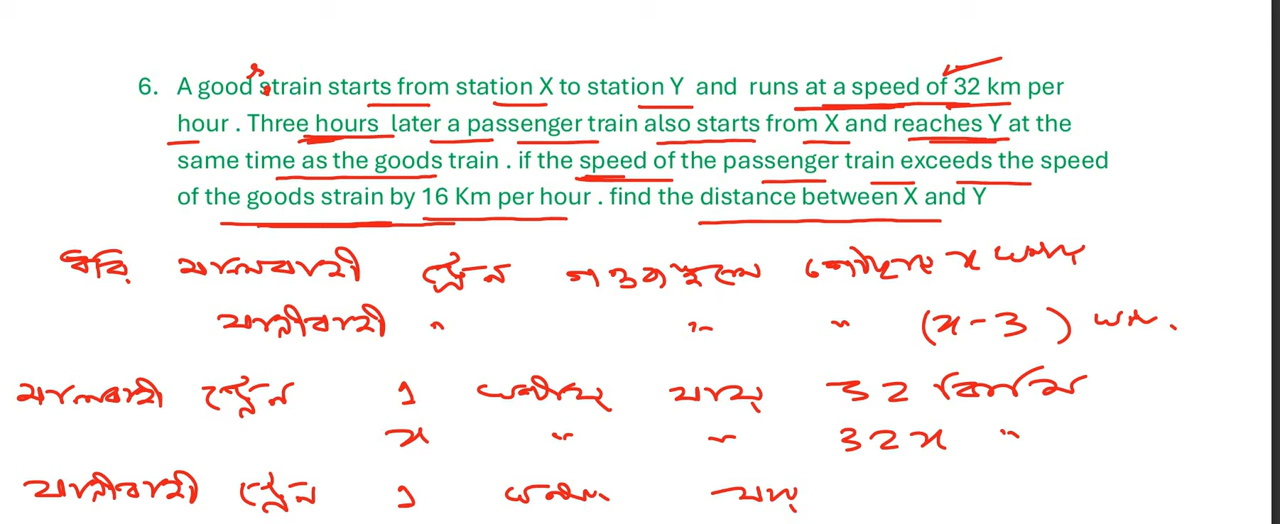 6. A good strain starts from station X to station Y and runs at a speed of 32 km per
hour . Three hours later a passenger train also starts from X and reaches Y at the
same time as the goods train . if the speed of the passenger train exceeds the speed
of the goods strain by 16 Km per hour . find the distance between X and Y
ধরি মালবাহী ট্রেন গন্তব্যস্থলে পৌঁছায় x ঘণ্টায়
যাত্রীবাহী " " " (x-3) ঘন্টা.
মালবাহী ট্রেন 1 ঘন্টায় যায় 32 কিমি
x " " 32x "
যাত্রীবাহী ট্রেন 1 ঘন্টায় যায়